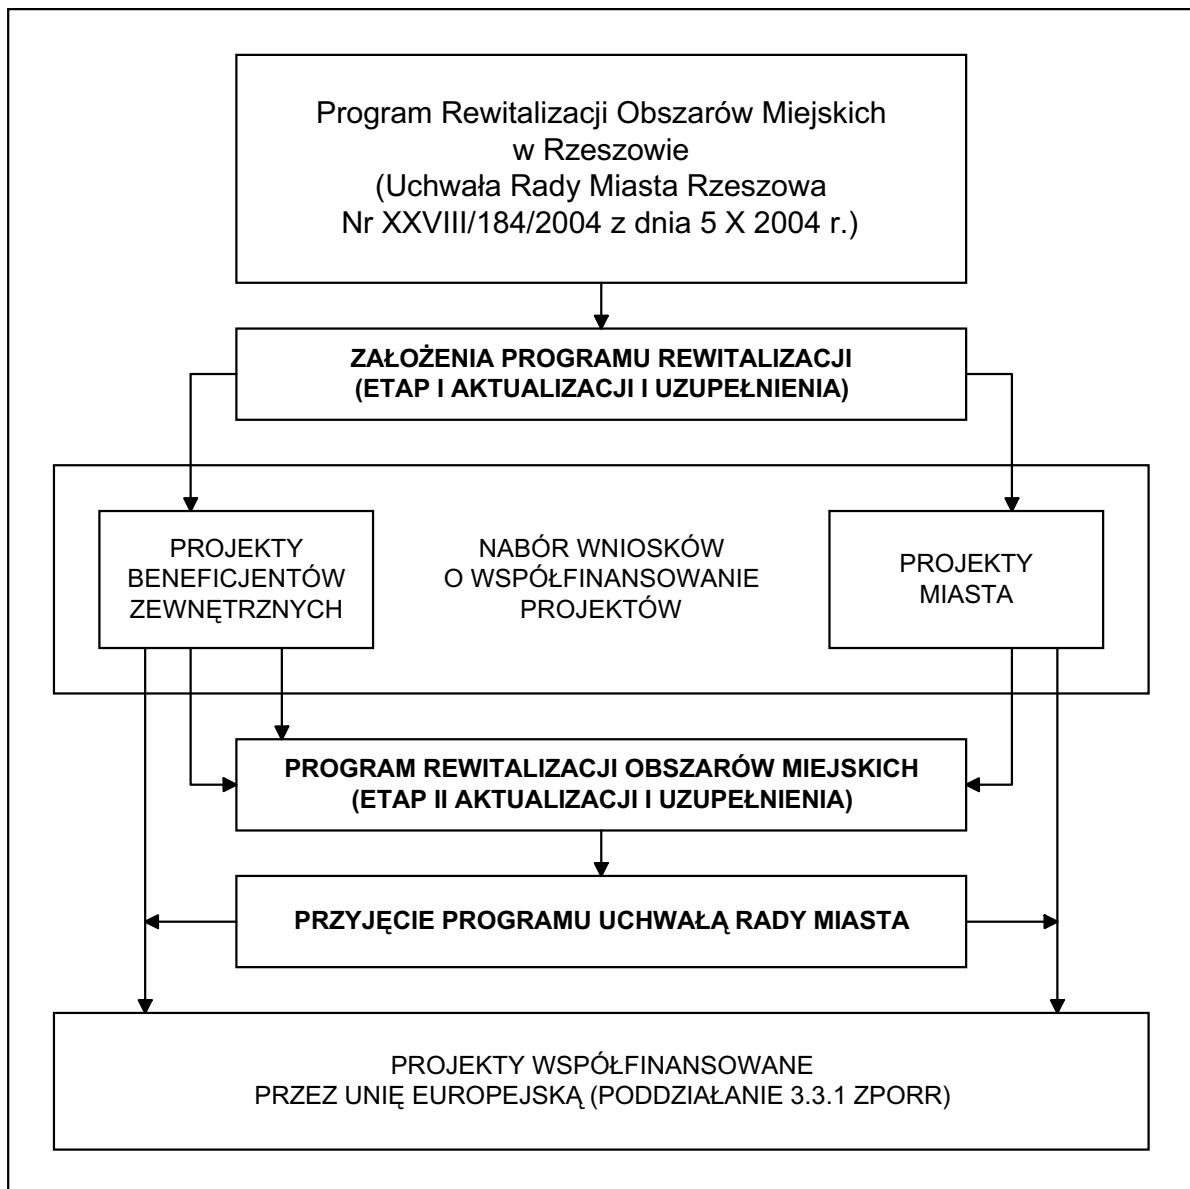 Program Rewitalizacji Obszarów Miejskich
w Rzeszowie
(Uchwała Rady Miasta Rzeszowa
Nr XXVIII/184/2004 z dnia 5 X 2004 r.)
ZAŁOŻENIA PROGRAMU REWITALIZACJI
(ETAP I AKTUALIZACJI I UZUPEŁNIENIA)
PROJEKTY
BENEFICJENTÓW
ZEWNĘTRZNYCH
NABÓR WNIOSKÓW
O WSPÓŁFINANSOWANIE
PROJEKTÓW
PROJEKTY
MIASTA
PROGRAM REWITALIZACJI OBSZARÓW MIEJSKICH
(ETAP II AKTUALIZACJI I UZUPEŁNIENIA)
PRZYJĘCIE PROGRAMU UCHWAŁĄ RADY MIASTA
PROJEKTY WSPÓŁFINANSOWANE
PRZEZ UNIĘ EUROPEJSKĄ (PODDZIAŁANIE 3.3.1 ZPORR)